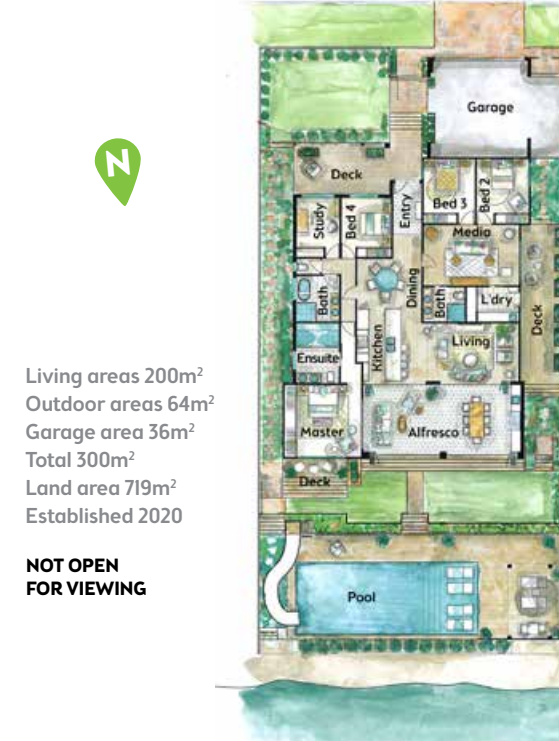 Garage
N
Deck
Study
Bed 4
Entry
Bed 3
Bed 2
Media
Bath
Dining
Bath
L'dry
Deck
Kitchen
Living
Ensuite
Living areas 200m²
Outdoor areas 64m²
Garage area 36m²
Total 300m²
Land area 719m²
Established 2020
Master
Alfresco
Deck
NOT OPEN
FOR VIEWING
Pool